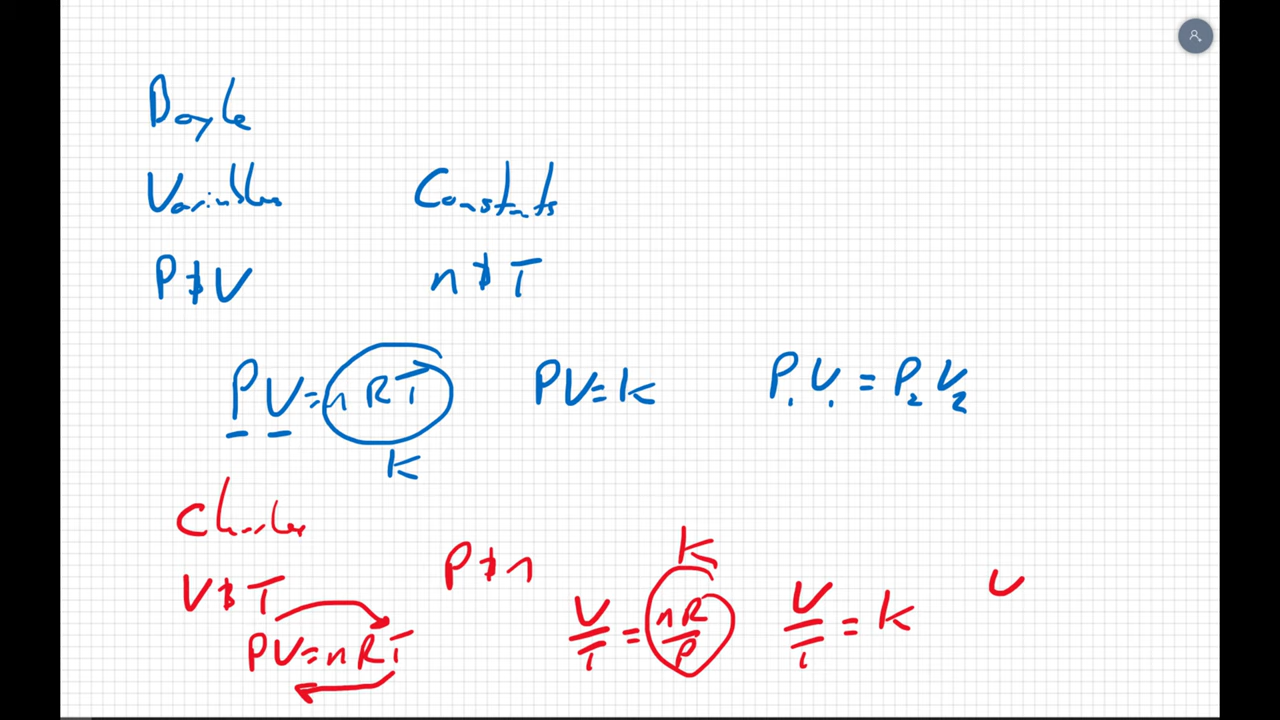 Boyle
Variables Constants
P & V n & T
PV = nRT PV = k P₁V₁ = P₂V₂
k
Charles
V & T P & n k
PV = nRT V/T = nR/P V/T = k V